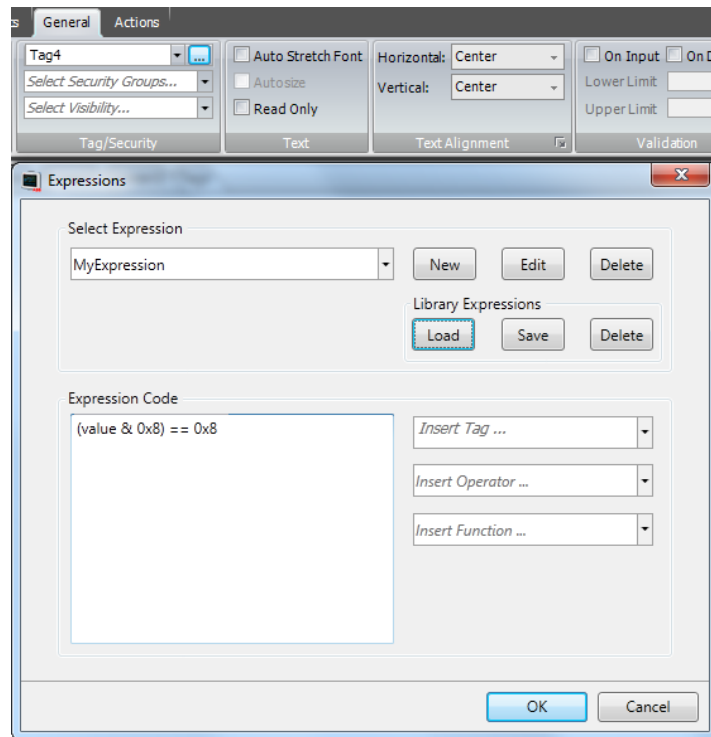 General Actions
Tag4 ...
Auto Stretch Font
Horizontal: Center
On Input
Select Security Groups...
Autosize
Lower Limit
Select Visibility...
Read Only
Vertical: Center
Upper Limit
Tag/Security
Text
Text Alignment
Validation
Expressions
Select Expression
MyExpression
New
Edit
Delete
Library Expressions
Load
Save
Delete
Expression Code
(value & 0x8) == 0x8
Insert Tag ...
Insert Operator ...
Insert Function ...
OK
Cancel